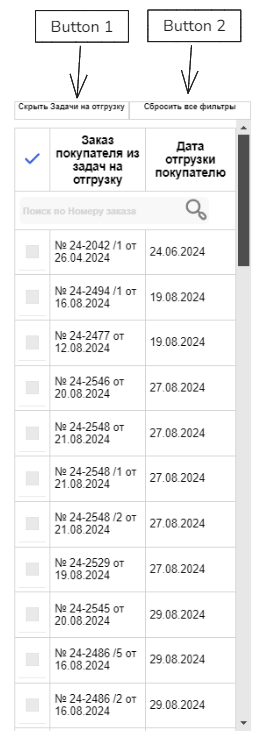 Button 1
Button 2
Скрыть Задачи на отгрузку
Сбросить все фильтры
Заказ
покупателя из
задач на
отгрузку
Дата
отгрузки
покупателю
Поиск по Номеру заказа
№ 24-2042 /1 от
26.04.2024
24.06.2024
№ 24-2494 /1 от
16.08.2024
19.08.2024
№ 24-2477 от
12.08.2024
19.08.2024
№ 24-2546 от
20.08.2024
27.08.2024
№ 24-2548 от
21.08.2024
27.08.2024
№ 24-2548 /1 от
21.08.2024
27.08.2024
№ 24-2548 /2 от
21.08.2024
27.08.2024
№ 24-2529 от
19.08.2024
27.08.2024
№ 24-2545 от
20.08.2024
29.08.2024
№ 24-2486 /5 от
16.08.2024
29.08.2024
№ 24-2486 /2 от
16.08.2024
29.08.2024